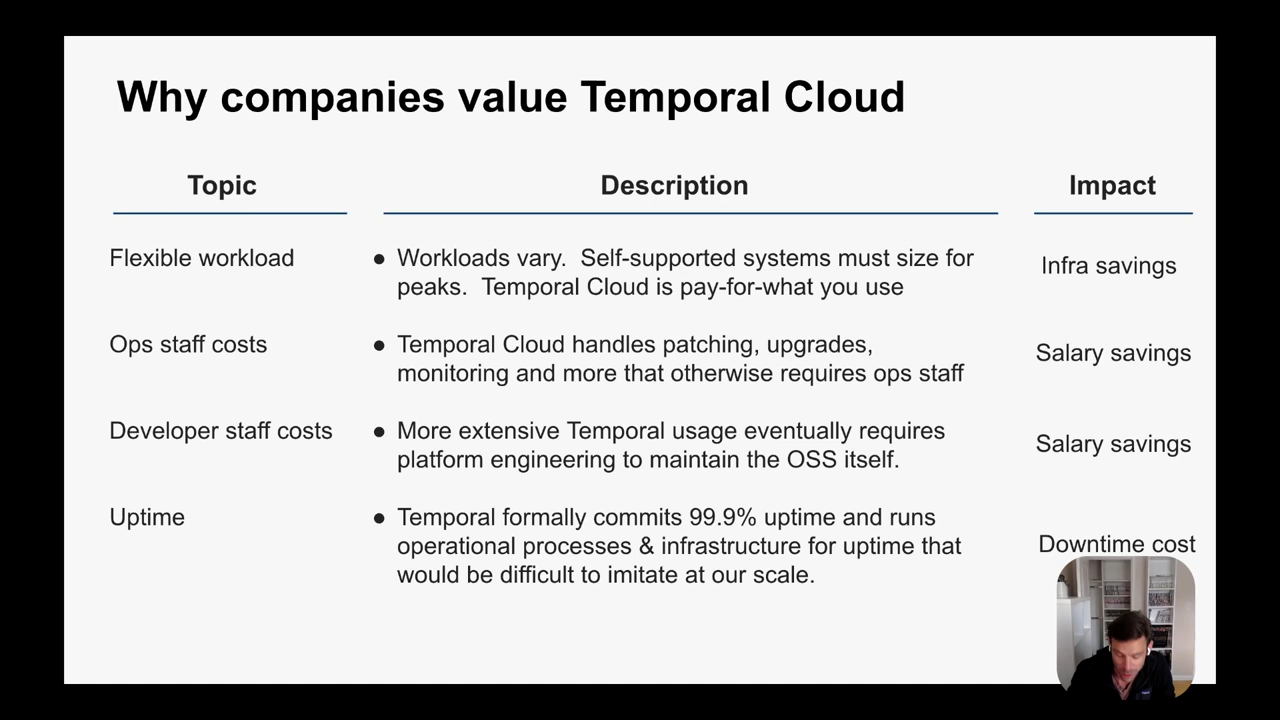 Why companies value Temporal Cloud
Topic
Description
Impact
Flexible workload
● Workloads vary.  Self-supported systems must size for
peaks.  Temporal Cloud is pay-for-what you use
Infra savings
Ops staff costs
● Temporal Cloud handles patching, upgrades,
monitoring and more that otherwise requires ops staff
Salary savings
Developer staff costs
● More extensive Temporal usage eventually requires
platform engineering to maintain the OSS itself.
Salary savings
Uptime
● Temporal formally commits 99.9% uptime and runs
operational processes & infrastructure for uptime that
would be difficult to imitate at our scale.
Downtime cost